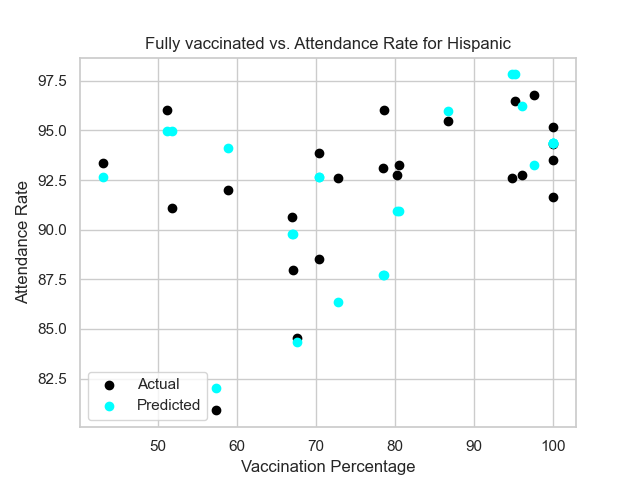 Fully vaccinated vs. Attendance Rate for Hispanic
97.5
95.0
92.5
90.0
87.5
85.0
82.5
Attendance Rate
Actual
Predicted
50 60 70 80 90 100
Vaccination Percentage